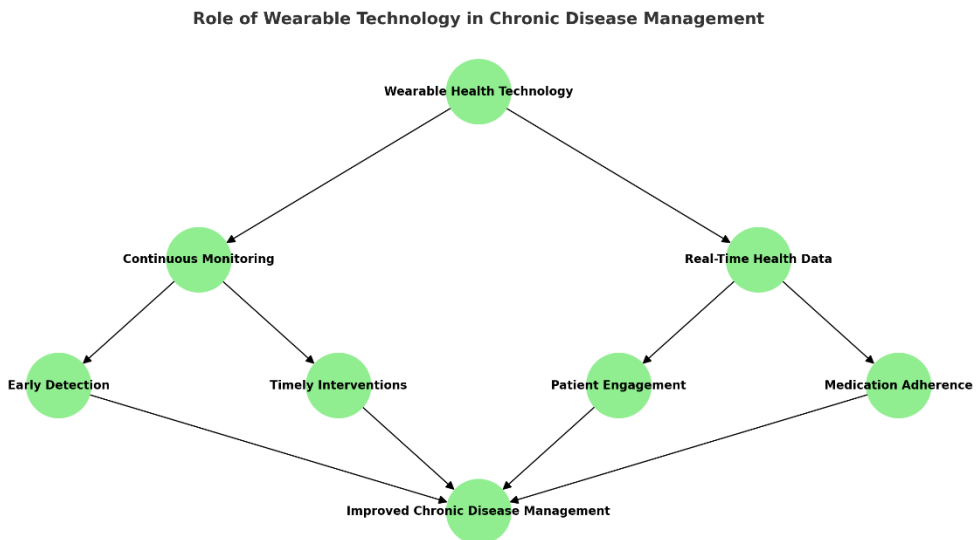 Role of Wearable Technology in Chronic Disease Management
Wearable Health Technology
Continuous Monitoring
Real-Time Health Data
Early Detection
Timely Interventions
Patient Engagement
Medication Adherence
Improved Chronic Disease Management